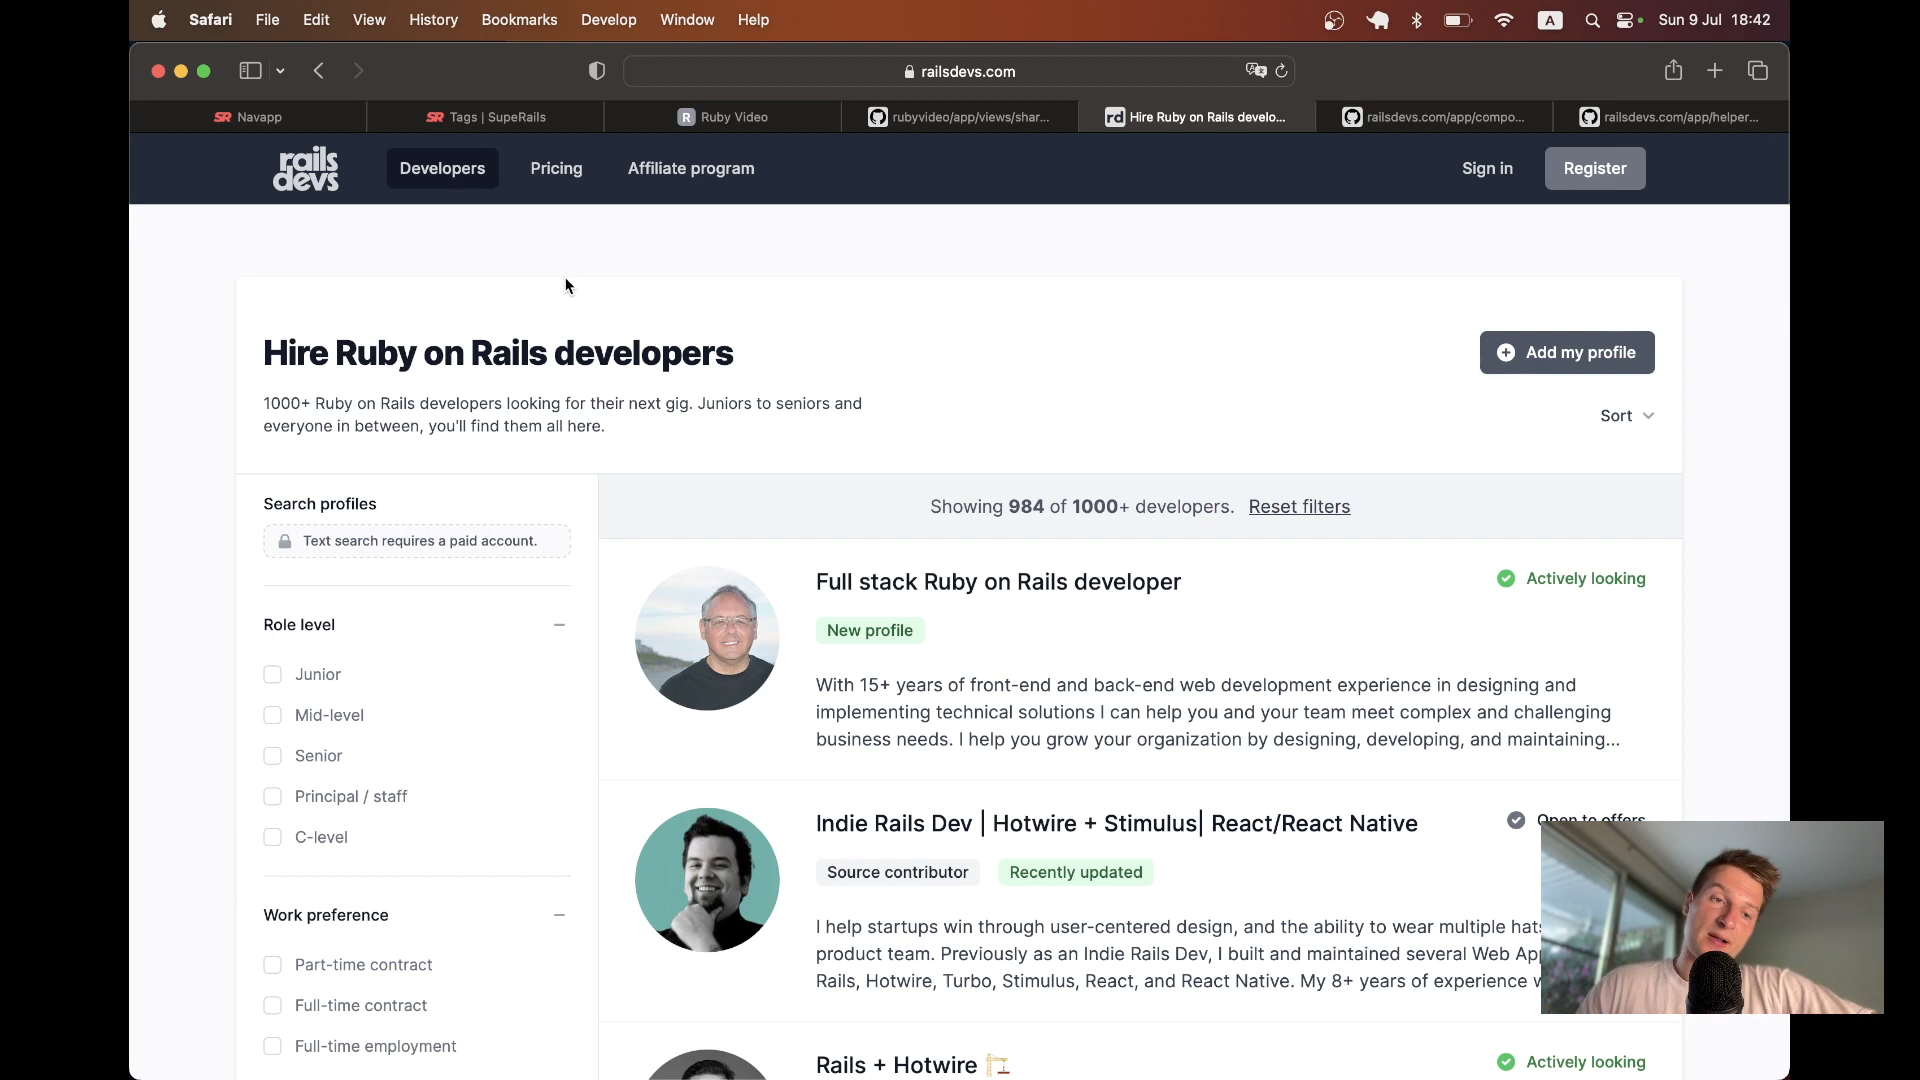 Safari File Edit View History Bookmarks Develop Window Help
A Sun 9 Jul 18:42
railsdevs.com
SR Navapp
SR Tags | SupeRails
R Ruby Video
rubyvideo/app/views/shar...
rd Hire Ruby on Rails develo...
railsdevs.com/app/compo...
railsdevs.com/app/helper...
rails
devs
Developers Pricing Affiliate program
Sign in Register
Hire Ruby on Rails developers
Add my profile
1000+ Ruby on Rails developers looking for their next gig. Juniors to seniors and
everyone in between, you'll find them all here.
Sort
Search profiles
Text search requires a paid account.
Role level
Junior
Mid-level
Senior
Principal / staff
C-level
Work preference
Part-time contract
Full-time contract
Full-time employment
Showing 984 of 1000+ developers. Reset filters
Full stack Ruby on Rails developer
Actively looking
New profile
With 15+ years of front-end and back-end web development experience in designing and
implementing technical solutions I can help you and your team meet complex and challenging
business needs. I help you grow your organization by designing, developing, and maintaining...
Indie Rails Dev | Hotwire + Stimulus| React/React Native
Open to offers
Source contributor Recently updated
I help startups win through user-centered design, and the ability to wear multiple hats
product team. Previously as an Indie Rails Dev, I built and maintained several Web App
Rails, Hotwire, Turbo, Stimulus, React, and React Native. My 8+ years of experience
Rails + Hotwire
Actively looking